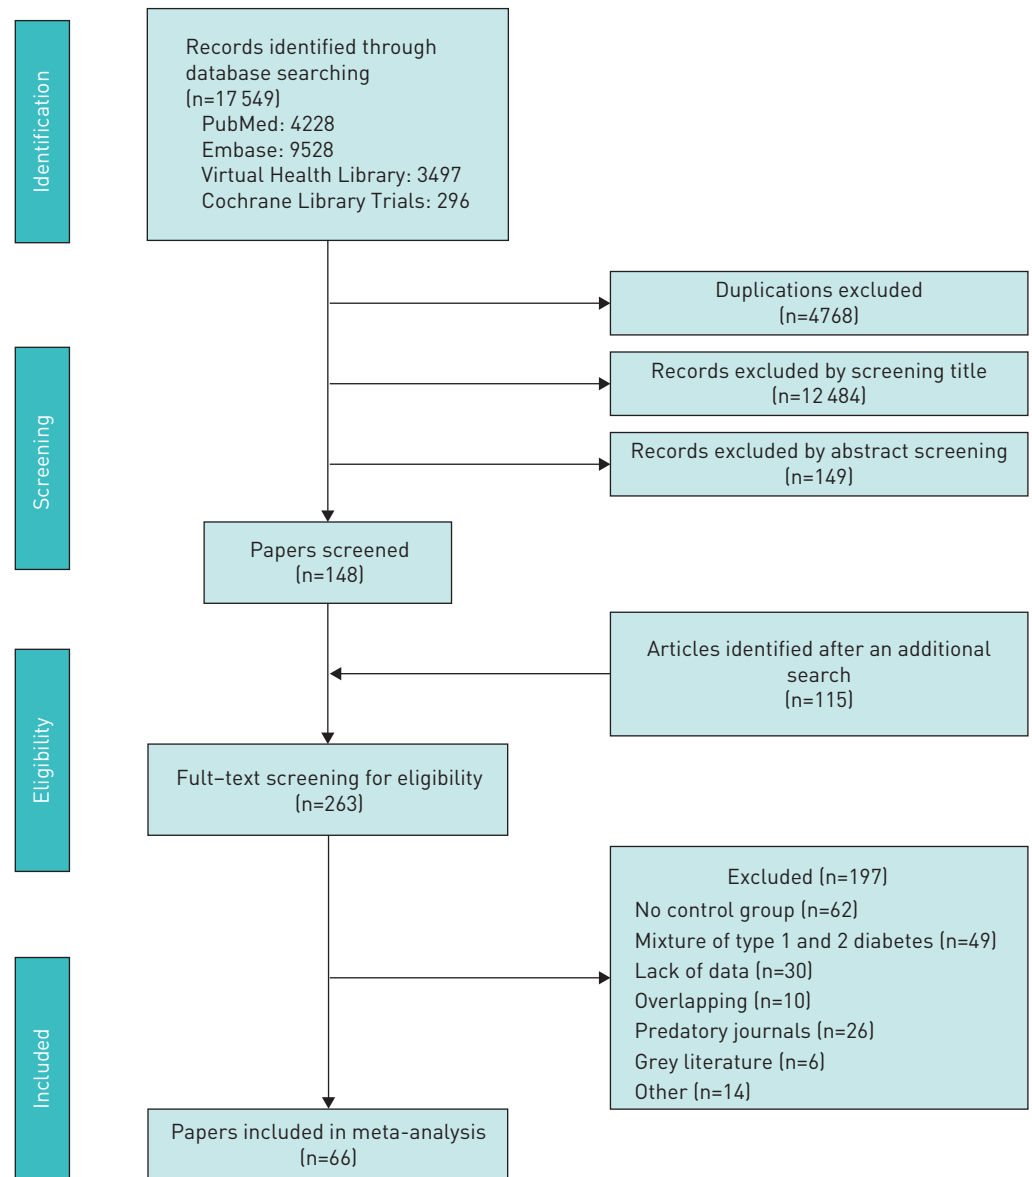 Identification
Records identified through
database searching
(n=17 549)
PubMed: 4228
Embase: 9528
Virtual Health Library: 3497
Cochrane Library Trials: 296
Duplications excluded
(n=4768)
Screening
Records excluded by screening title
(n=12 484)
Records excluded by abstract screening
(n=149)
Papers screened
(n=148)
Eligibility
Articles identified after an additional
search
(n=115)
Fult–text screening for eligibility
(n=263)
Included
Excluded (n=197)
No control group (n=62)
Mixture of type 1 and 2 diabetes (n=49)
Lack of data (n=30)
Overlapping (n=10)
Predatory journals (n=26)
Grey literature (n=6)
Other (n=14)
Papers included in meta-analysis
(n=66)